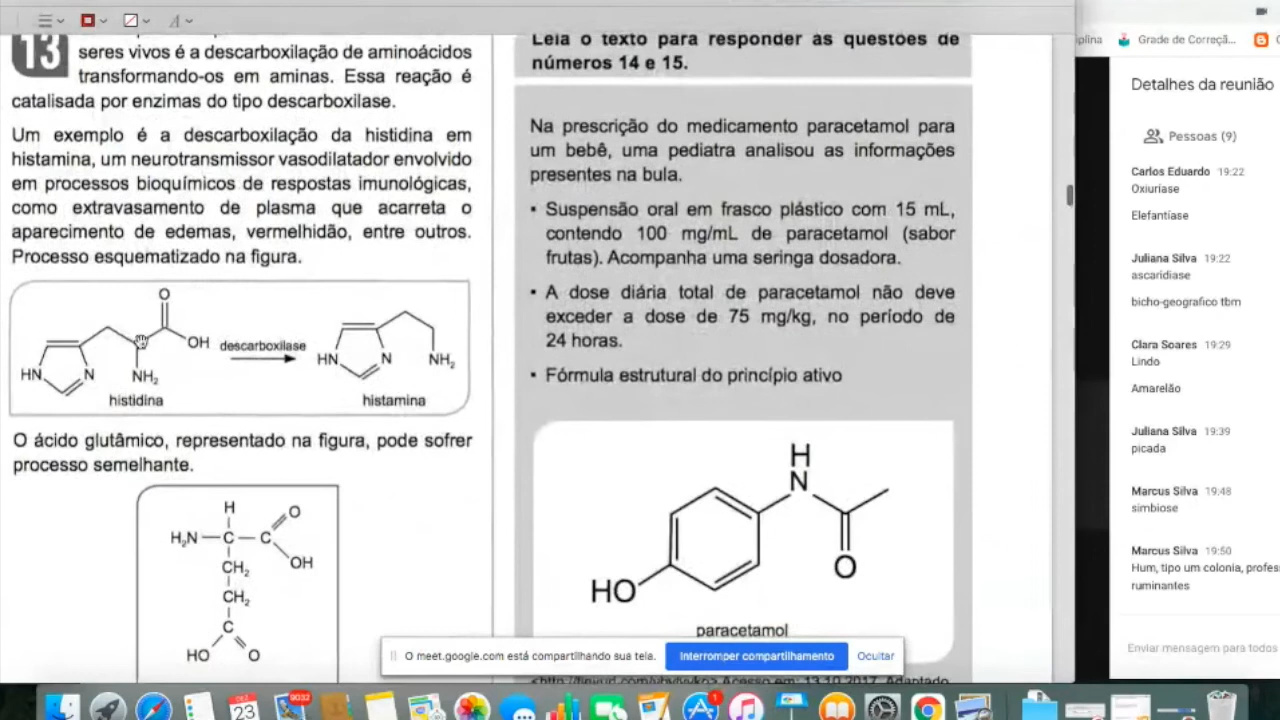 13
seres vivos é a descarboxilação de aminoácidos
transformando-os em aminas. Essa reação é
catalisada por enzimas do tipo descarboxilase.
Um exemplo é a descarboxilação da histidina em
histamina, um neurotransmissor vasodilatador envolvido
em processos bioquímicos de respostas imunológicas,
como extravasamento de plasma que acarreta o
aparecimento de edemas, vermelhidão, entre outros.
Processo esquematizado na figura.
O
OH
HN
N
NH₂
histidina
descarboxilase
HN
N
NH₂
histamina
O ácido glutâmico, representado na figura, pode sofrer
processo semelhante.
H
O
H₂N
C
C
OH
CH₂
CH₂
C
HO
O
Leia o texto para responder às questões de
números 14 e 15.
Na prescrição do medicamento paracetamol para
um bebê, uma pediatra analisou as informações
presentes na bula.
• Suspensão oral em frasco plástico com 15 mL,
contendo 100 mg/mL de paracetamol (sabor
frutas). Acompanha uma seringa dosadora.
• A dose diária total de paracetamol não deve
exceder a dose de 75 mg/kg, no período de
24 horas.
• Fórmula estrutural do princípio ativo
H
N
O
HO
paracetamol
Acesso em: 13.10.2017. Adaptado
O meet.google.com está compartilhando sua tela.
Interromper compartilhamento
Ocultar
Grade de Correçã...
Detalhes da reunião
Pessoas (9)
Carlos Eduardo 19:22
Oxiuríase
Elefantíase
Juliana Silva 19:22
ascaridiase
bicho-geografico tbm
Clara Soares 19:29
Lindo
Amarelão
Juliana Silva 19:39
picada
Marcus Silva 19:48
simbiose
Marcus Silva 19:50
Hum, tipo um colonia, profes
ruminantes
Enviar mensagem para todos
23
9032
1